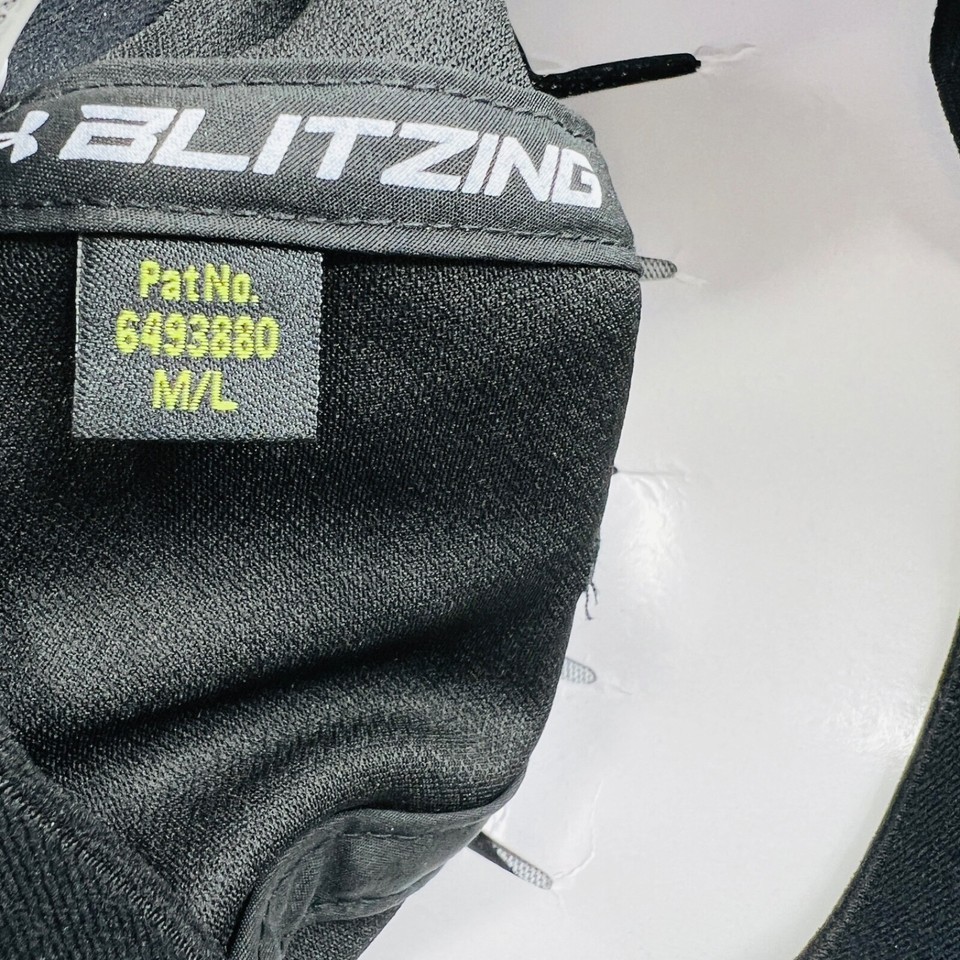 BLITZING
Pat No.
6493880
M/L